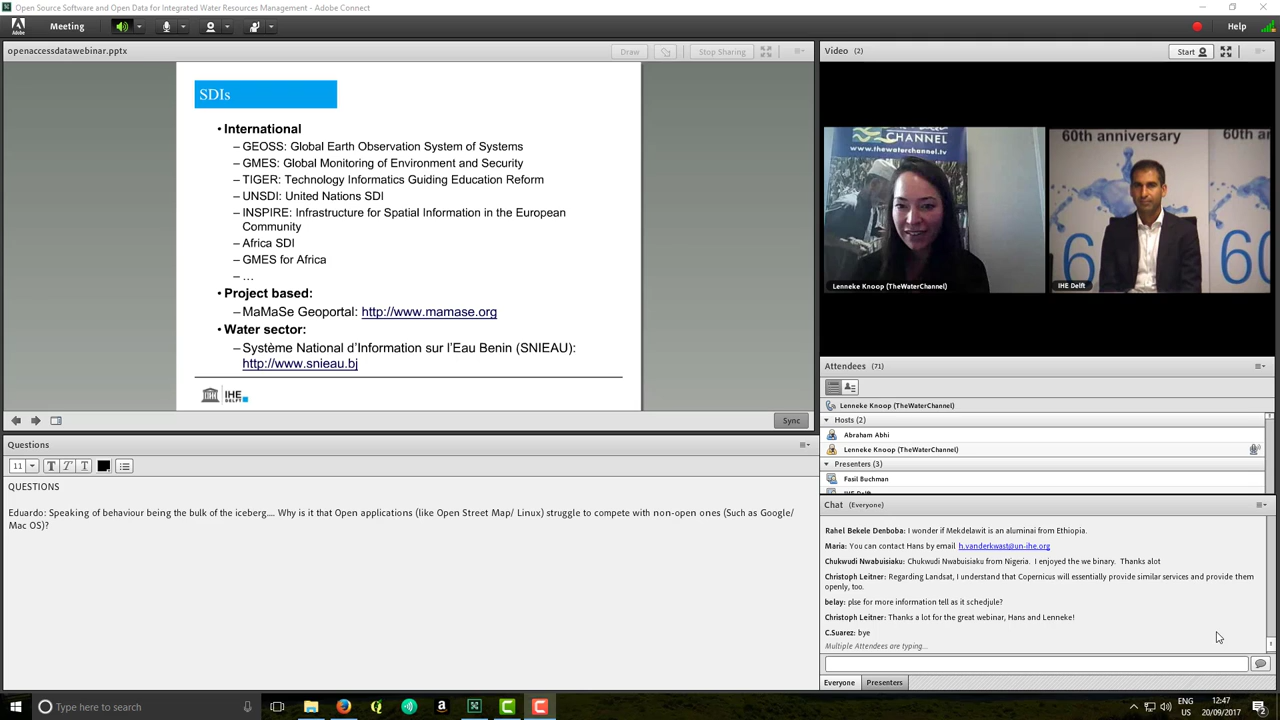 Open Source Software and Open Data for Integrated Water Resources Management - Adobe Connect
Adobe
Meeting
Help
openaccessdatawebinar.pptx
Draw
Stop Sharing
SDIs
• International
– GEOSS: Global Earth Observation System of Systems
– GMES: Global Monitoring of Environment and Security
– TIGER: Technology Informatics Guiding Education Reform
– UNSDI: United Nations SDI
– INSPIRE: Infrastructure for Spatial Information in the European
Community
– Africa SDI
– GMES for Africa
– …
• Project based:
– MaMaSe Geoportal: http://www.mamase.org
• Water sector:
– Système National d’Information sur l’Eau Benin (SNIEAU):
http://www.snieau.bj
IHE
DELFT
Sync
Questions
11
T T T
QUESTIONS
Eduardo: Speaking of behaviour being the bulk of the iceberg.... Why is it that Open applications (like Open Street Map/ Linux) struggle to compete with non-open ones (Such as Google/
Mac OS)?
Video (2)
Start
CHANNEL
www.thewaterchannel.tv
Lenneke Knoop (TheWaterChannel)
60th anniversary
60th an
6
60
IHE Delft
Attendees (71)
Lenneke Knoop (TheWaterChannel)
Hosts (2)
Abraham Abhi
Lenneke Knoop (TheWaterChannel)
Presenters (3)
Fasil Buchman
IHE Delft
Chat (Everyone)
Rahel Bekele Denboba: I wonder if Mekdelawit is an aluminai from Ethiopia.
Maria: You can contact Hans by email h.vanderkwast@un-ihe.org
Chukwudi Nwabuisiaku: Chukwudi Nwabuisiaku from Nigeria. I enjoyed the we binary. Thanks alot
Christoph Leitner: Regarding Landsat, I understand that Copernicus will essentially provide similar services and provide them
openly, too.
belay: plse for more information tell as it schedjule?
Christoph Leitner: Thanks a lot for the great webinar, Hans and Lenneke!
C.Suarez: bye
Multiple Attendees are typing...
Everyone
Presenters
Type here to search
ENG
US
12:47
20/09/2017
2